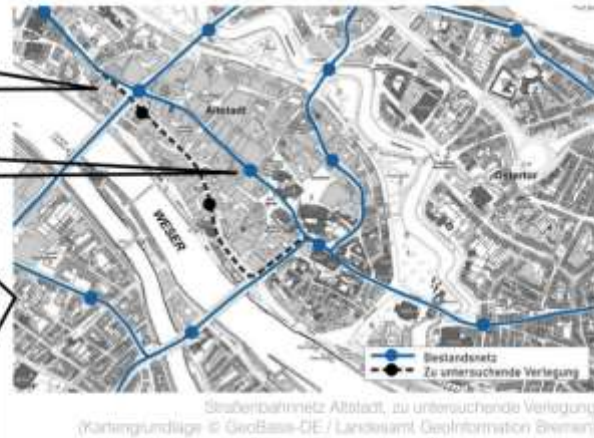 Altstadt
Ostertor
WESER
Bestandsnetz
Zu untersuchende Verlegung
Straßenbahnnetz Altstadt, zu untersuchende Verlegung
(Kartengrundlage © GeoBasis-DE / Landesamt GeoInformation Bremen)